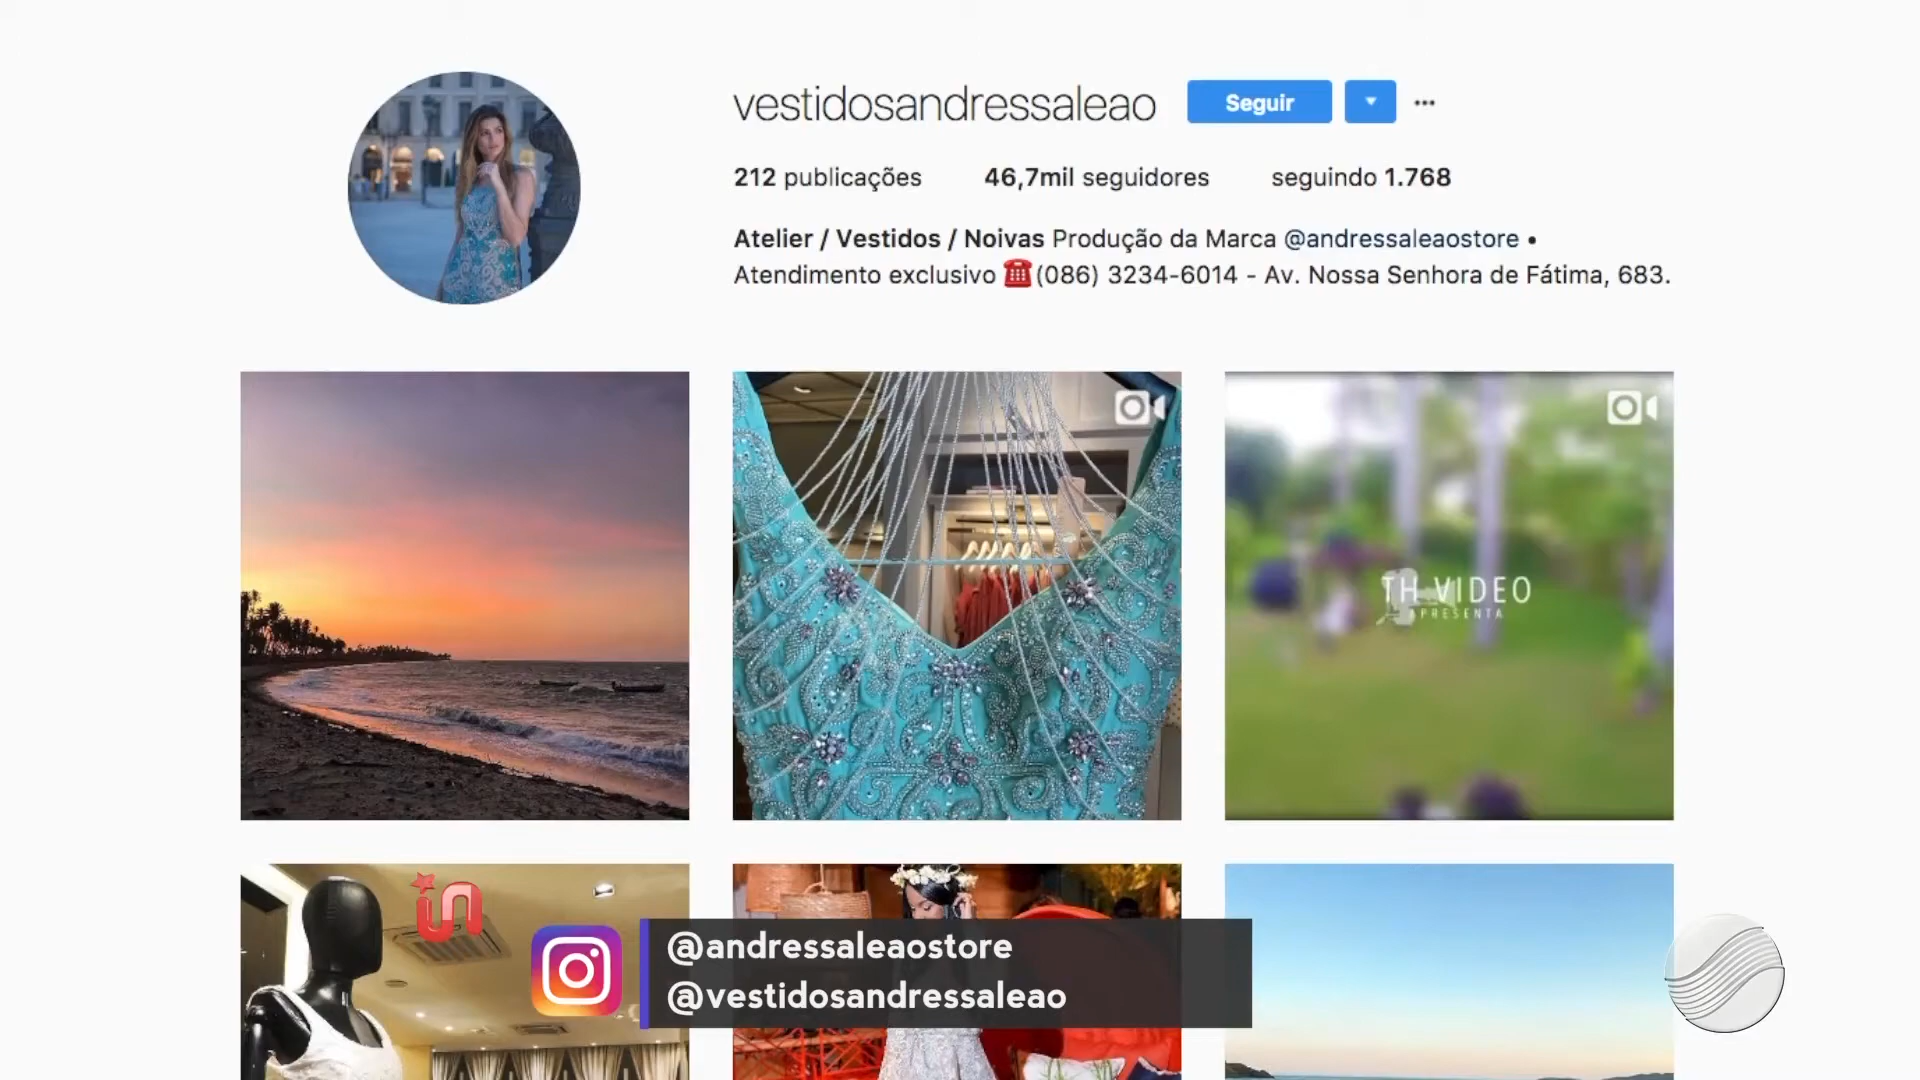 vestidosandressaleao Seguir
212 publicações 46,7mil seguidores seguindo 1.768
Atelier / Vestidos / Noivas Produção da Marca @andressaleaostore •
Atendimento exclusivo ☎(086) 3234-6014 - Av. Nossa Senhora de Fátima, 683.
TH VIDEO
PRESENTA
in
@andressaleaostore
@vestidosandressaleao